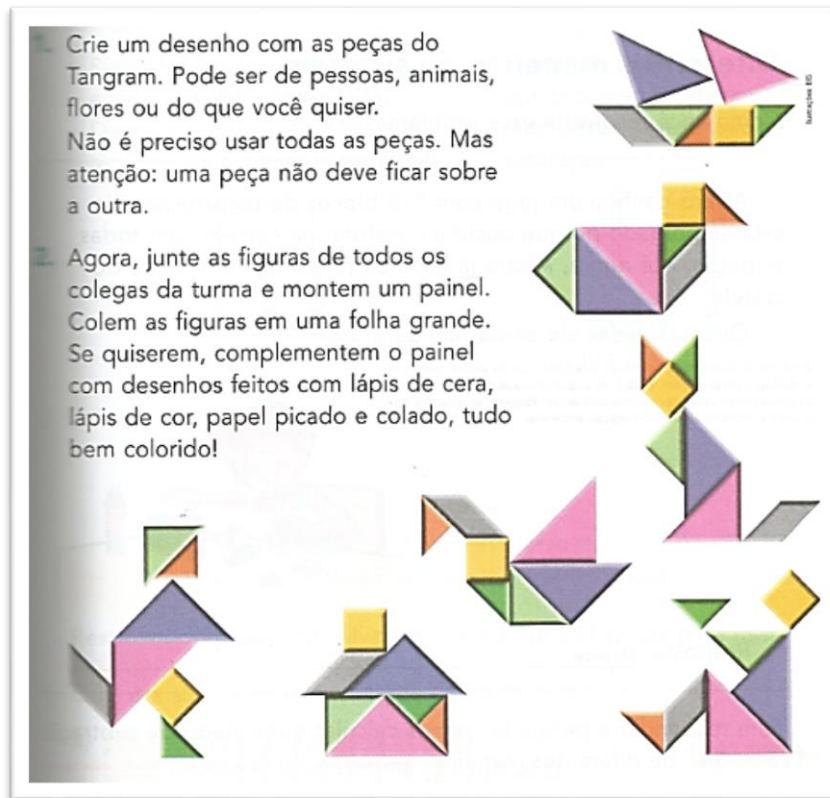 1. Crie um desenho com as peças do
Tangram. Pode ser de pessoas, animais,
flores ou do que você quiser.
Não é preciso usar todas as peças. Mas
atenção: uma peça não deve ficar sobre
a outra.
2. Agora, junte as figuras de todos os
colegas da turma e montem um painel.
Colem as figuras em uma folha grande.
Se quiserem, complementem o painel
com desenhos feitos com lápis de cera,
lápis de cor, papel picado e colado, tudo
bem colorido!